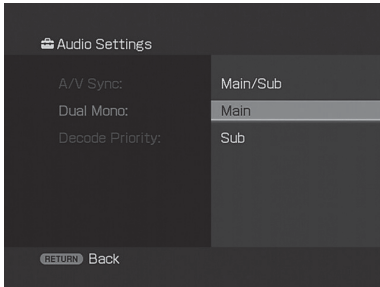 Audio Settings
A/V Sync:
Main/Sub
Dual Mono:
Main
Decode Priority:
Sub
RETURN Back